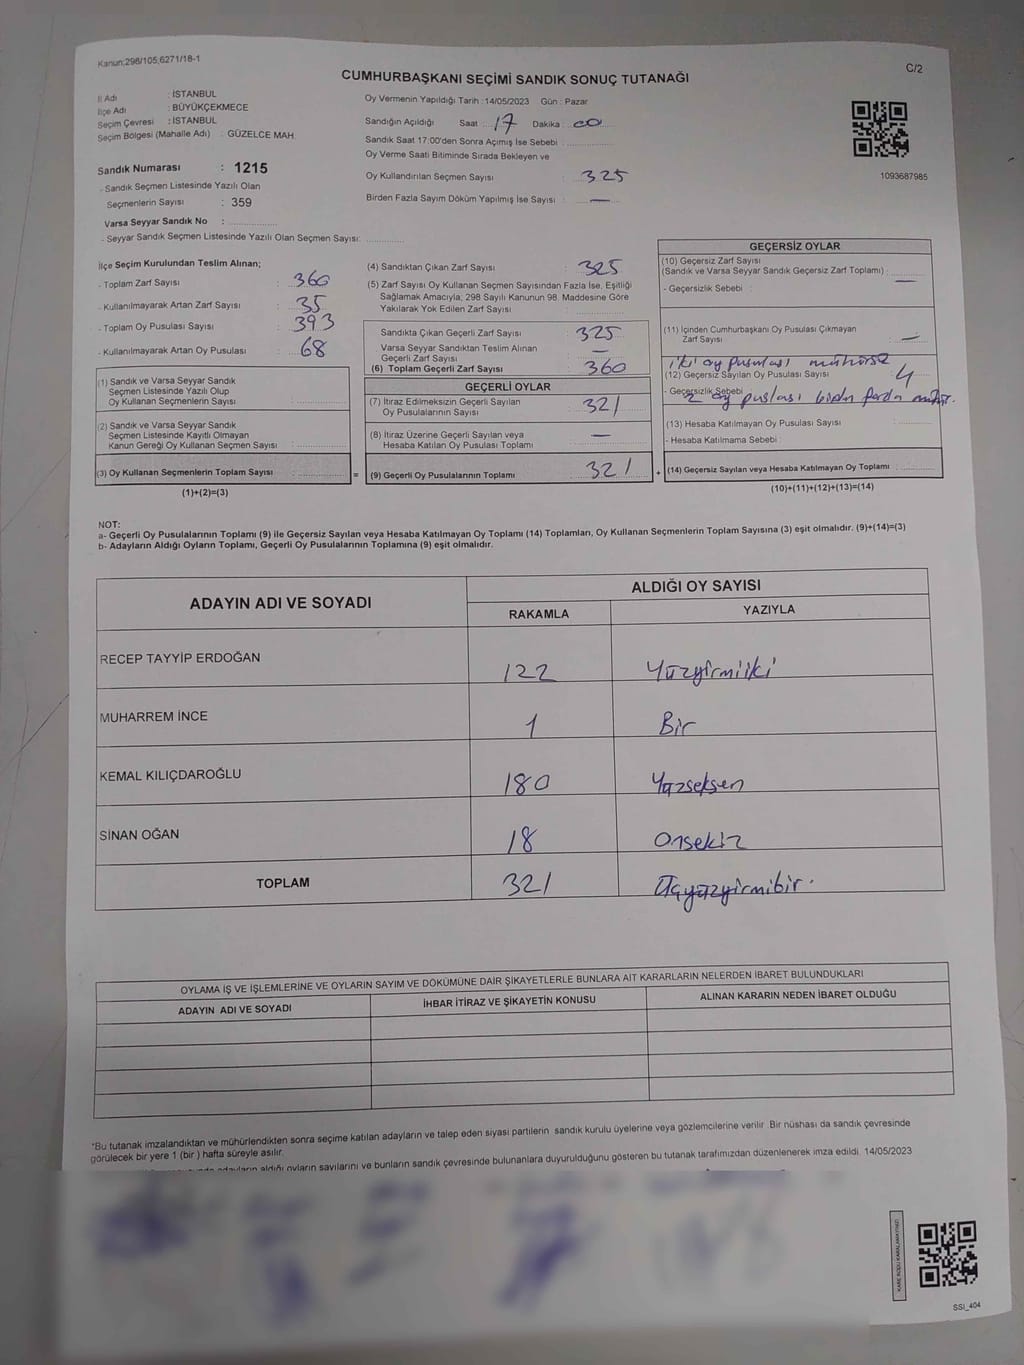 Kanun;298/105,6271/18-1
C/2
CUMHURBAŞKANI SEÇİMİ SANDIK SONUÇ TUTANAĞI
İl Adı : İSTANBUL
İlçe Adı : BÜYÜKÇEKMECE
Seçim Çevresi : İSTANBUL
Seçim Bölgesi (Mahalle Adı) : GÜZELCE MAH.
Sandık Numarası : 1215
- Sandık Seçmen Listesinde Yazılı Olan
Seçmenlerin Sayısı : 359
Varsa Seyyar Sandık No :
- Seyyar Sandık Seçmen Listesinde Yazılı Olan Seçmen Sayısı:
Oy Vermenin Yapıldığı Tarih : 14/05/2023 Gün : Pazar
Sandığın Açıldığı Saat : 17 Dakika : 00
Sandık Saat 17:00'den Sonra Açımış İse Sebebi :
Oy Verme Saati Bitiminde Sırada Bekleyen ve
Oy Kullandırılan Seçmen Sayısı : 325
Birden Fazla Sayım Döküm Yapılmış İse Sayısı : —
1093687985
İlçe Seçim Kurulundan Teslim Alınan;
- Toplam Zarf Sayısı : 360
- Kullanılmayarak Artan Zarf Sayısı : 35
- Toplam Oy Pusulası Sayısı : 393
- Kullanılmayarak Artan Oy Pusulası : 68
(1) Sandık ve Varsa Seyyar Sandık
Seçmen Listesinde Yazılı Olup
Oy Kullanan Seçmenlerin Sayısı :
(2) Sandık ve Varsa Seyyar Sandık
Seçmen Listesinde Kayıtlı Olmayan
Kanun Gereği Oy Kullanan Seçmen Sayısı :
(3) Oy Kullanan Seçmenlerin Toplam Sayısı :
(1)+(2)=(3)
(4) Sandıktan Çıkan Zarf Sayısı : 325
(5) Zarf Sayısı Oy Kullanan Seçmen Sayısından Fazla İse, Eşitliği
Sağlamak Amacıyla; 298 Sayılı Kanunun 98. Maddesine Göre
Yakılarak Yok Edilen Zarf Sayısı :
Sandıkta Çıkan Geçerli Zarf Sayısı : 325
Varsa Seyyar Sandıktan Teslim Alınan
Geçerli Zarf Sayısı : —
(6) Toplam Geçerli Zarf Sayısı : 360
GEÇERLİ OYLAR
(7) İtiraz Edilmeksizin Geçerli Sayılan
Oy Pusulalarının Sayısı : 321
(8) İtiraz Üzerine Geçerli Sayılan veya
Hesaba Katılan Oy Pusulası Toplamı : —
= (9) Geçerli Oy Pusulalarının Toplamı : 321 +
GEÇERSİZ OYLAR
(10) Geçersiz Zarf Sayısı
(Sandık ve Varsa Seyyar Sandık Geçersiz Zarf Toplamı) : —
- Geçersizlik Sebebi :
(11) İçinden Cumhurbaşkanı Oy Pusulası Çıkmayan
Zarf Sayısı : —
iki oy pusulası mühürsz
(12) Geçersiz Sayılan Oy Pusulası Sayısı : 4
- Geçersizlik Sebebi 2 oy puslası birdn fazla mühür.
(13) Hesaba Katılmayan Oy Pusulası Sayısı :
- Hesaba Katılmama Sebebi :
(14) Geçersiz Sayılan veya Hesaba Katılmayan Oy Toplamı :
(10)+(11)+(12)+(13)=(14)
NOT:
a- Geçerli Oy Pusulalarının Toplamı (9) ile Geçersiz Sayılan veya Hesaba Katılmayan Oy Toplamı (14) Toplamları, Oy Kullanan Seçmenlerin Toplam Sayısına (3) eşit olmalıdır. (9)+(14)=(3)
b- Adayların Aldığı Oyların Toplamı, Geçerli Oy Pusulalarının Toplamına (9) eşit olmalıdır.
ADAYIN ADI VE SOYADI
ALDIĞI OY SAYISI
RAKAMLA YAZIYLA
RECEP TAYYİP ERDOĞAN 122 Yüzyirmiiki
MUHARREM İNCE 1 Bir
KEMAL KILIÇDAROĞLU 180 Yüzseksen
SİNAN OĞAN 18 Onsekiz
TOPLAM 321 Üçyüzyirmibir.
OYLAMA İŞ VE İŞLEMLERİNE VE OYLARIN SAYIM VE DÖKÜMÜNE DAİR ŞİKAYETLERLE BUNLARA AİT KARARLARIN NELERDEN İBARET BULUNDUKLARI
ADAYIN ADI VE SOYADI İHBAR İTİRAZ VE ŞİKAYETİN KONUSU ALINAN KARARIN NEDEN İBARET OLDUĞU
*Bu tutanak imzalandıktan ve mühürlendikten sonra seçime katılan adayların ve talep eden siyasi partilerin sandık kurulu üyelerine veya gözlemcilerine verilir. Bir nüshası da sandık çevresinde
görülecek bir yere 1 (bir ) hafta süreyle asılır.
adayların aldığı oyların sayılarını ve bunların sandık çevresinde bulunanlara duyurulduğunu gösteren bu tutanak tarafımızdan düzenlenerek imza edildi. 14/05/2023
KARE KODU KARALAMAYINIZ!
SSI_404